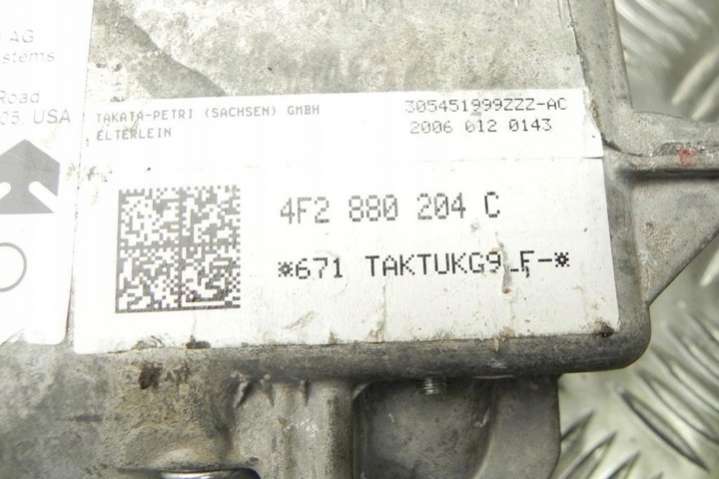 AG
stems
Road
05, USA
TAKATA-PETRI (SACHSEN) GMBH
ELTERLEIN
305451999ZZZ-AC
2006 012 0143
4F2 880 204 C
*671 TAKTUKG9LF-*